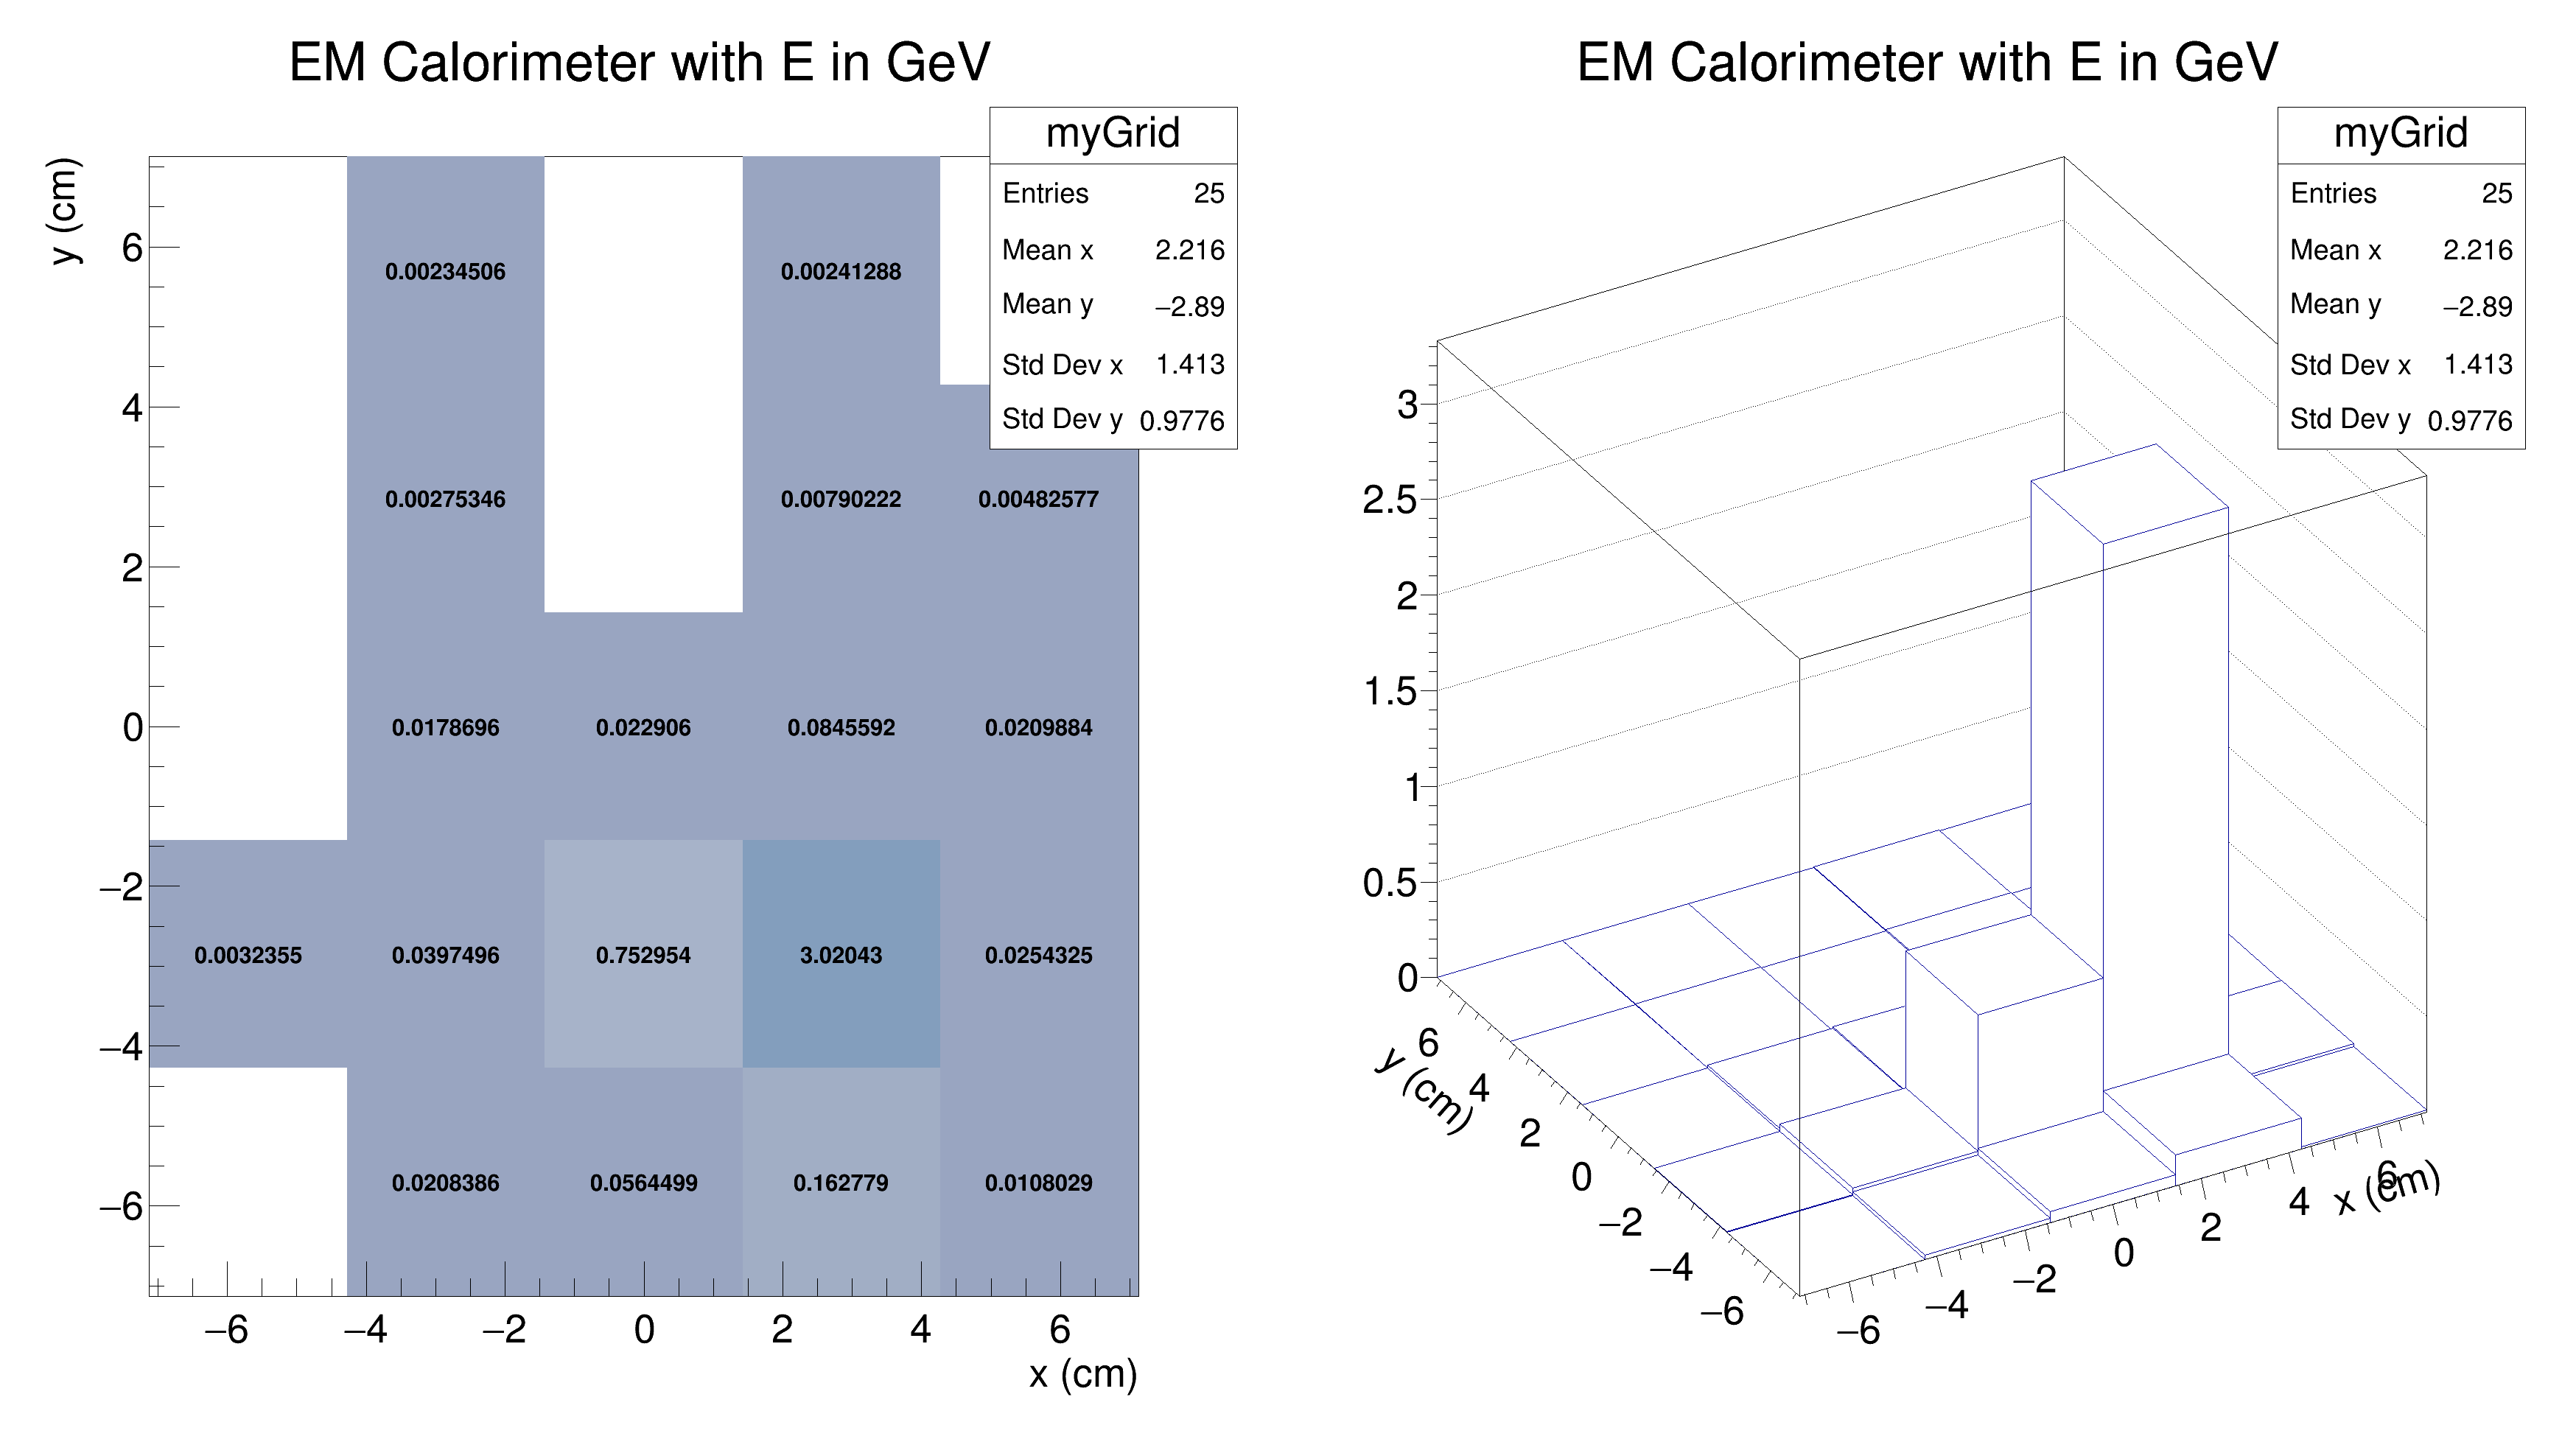 EM Calorimeter with E in GeV
myGrid
Entries 25
Mean x 2.216
Mean y −2.89
Std Dev x 1.413
Std Dev y 0.9776
y (cm)
6
4
2
0
−2
−4
−6
0.00234506 0.00241288
0.00275346 0.00790222 0.00482577
0.0178696 0.022906 0.0845592 0.0209884
0.0032355 0.0397496 0.752954 3.02043 0.0254325
0.0208386 0.0564499 0.162779 0.0108029
−6 −4 −2 0 2 4 6
x (cm)
EM Calorimeter with E in GeV
myGrid
Entries 25
Mean x 2.216
Mean y −2.89
Std Dev x 1.413
Std Dev y 0.9776
3
2.5
2
1.5
1
0.5
0
y (cm)
6
4
2
0
−2
−4
−6
−6 −4 −2 0 2 4 6
x (cm)